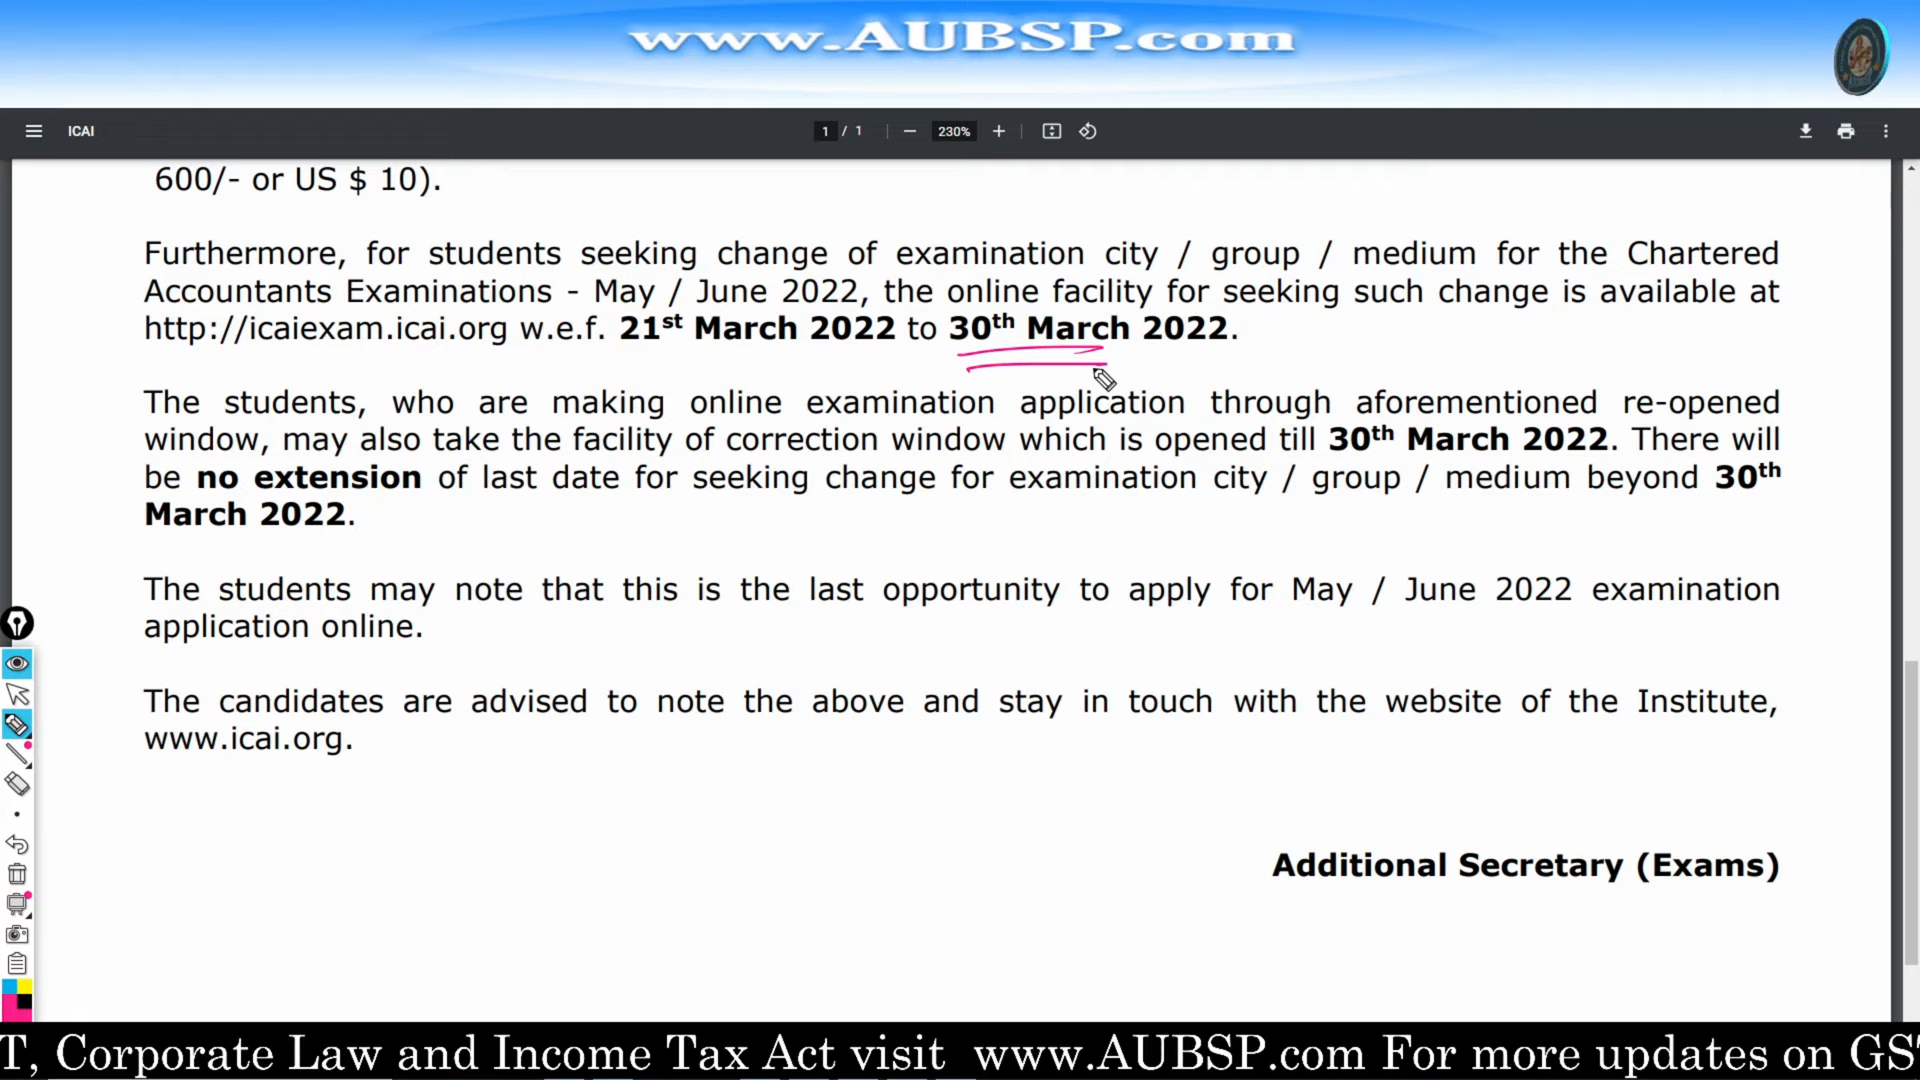 www.AUBSP.com
ICAI
1 / 1
230%
600/- or US $ 10).
Furthermore, for students seeking change of examination city / group / medium for the Chartered
Accountants Examinations - May / June 2022, the online facility for seeking such change is available at
http://icaiexam.icai.org w.e.f. 21st March 2022 to 30th March 2022.
The students, who are making online examination application through aforementioned re-opened
window, may also take the facility of correction window which is opened till 30th March 2022. There will
be no extension of last date for seeking change for examination city / group / medium beyond 30th
March 2022.
The students may note that this is the last opportunity to apply for May / June 2022 examination
application online.
The candidates are advised to note the above and stay in touch with the website of the Institute,
www.icai.org.
Additional Secretary (Exams)
T, Corporate Law and Income Tax Act visit www.AUBSP.com For more updates on GS